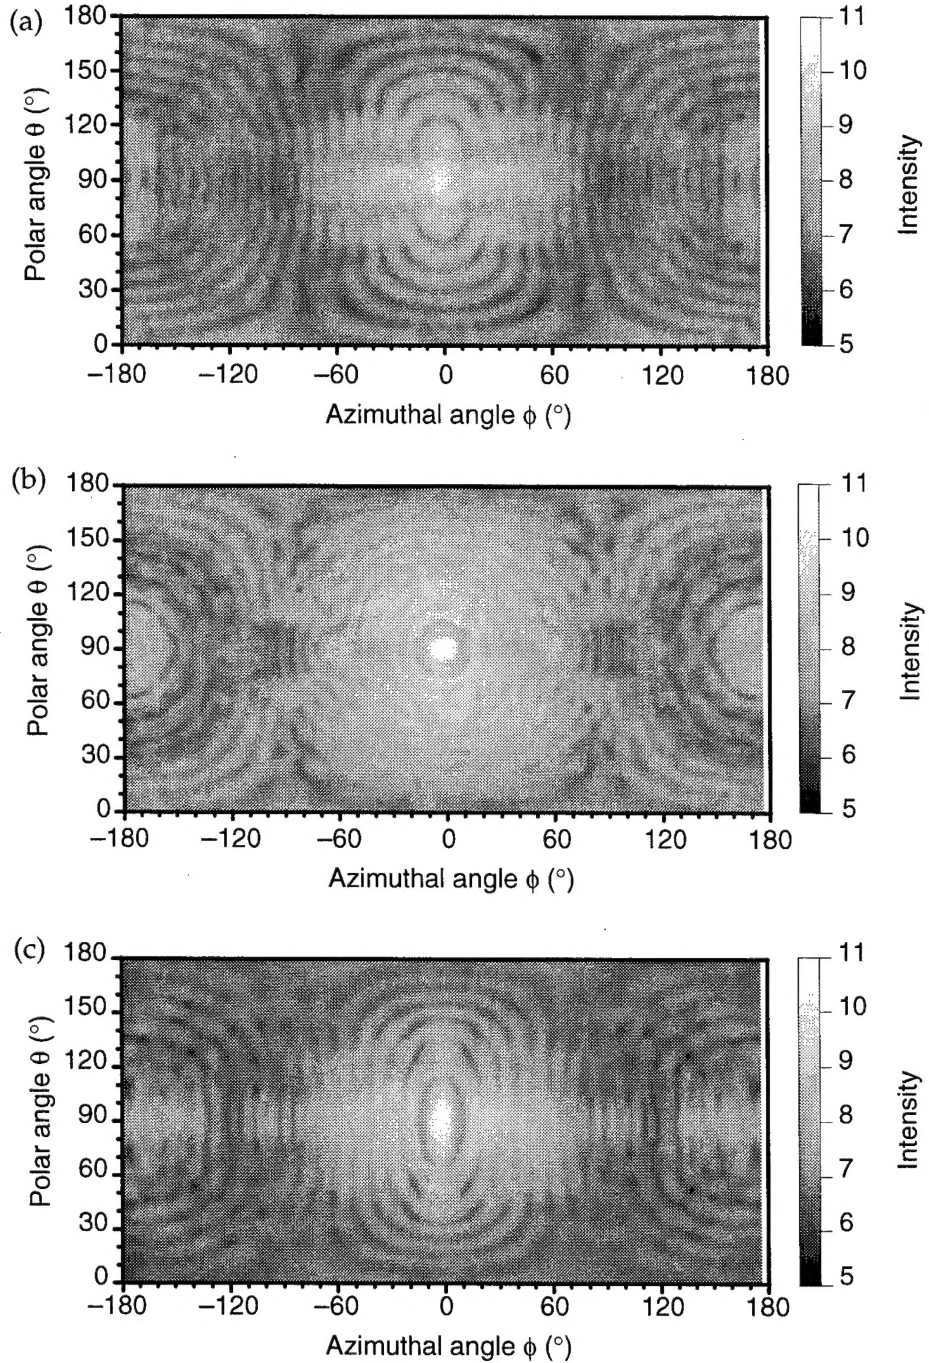 (a)
180
150
120
90
60
30
0
Polar angle θ (°)
–180 –120 –60 0 60 120 180
Azimuthal angle ϕ (°)
11
10
9
8
7
6
5
Intensity
(b)
180
150
120
90
60
30
0
Polar angle θ (°)
–180 –120 –60 0 60 120 180
Azimuthal angle ϕ (°)
11
10
9
8
7
6
5
Intensity
(c)
180
150
120
90
60
30
0
Polar angle θ (°)
–180 –120 –60 0 60 120 180
Azimuthal angle ϕ (°)
11
10
9
8
7
6
5
Intensity